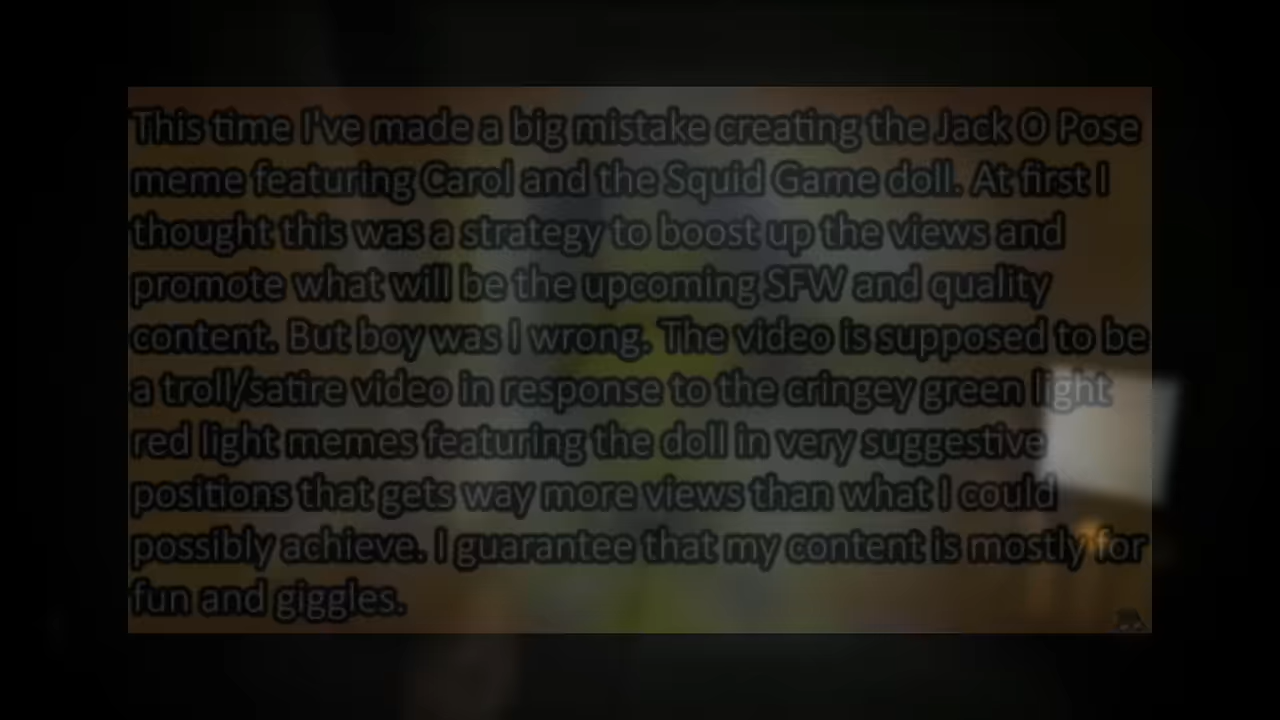 This time I've made a big mistake creating the Jack O Pose
meme featuring Carol and the Squid Game doll. At first I
thought this was a strategy to boost up the views and
promote what will be the upcoming SFW and quality
content. But boy was I wrong. The video is supposed to be
a troll/satire video in response to the cringey green light
red light memes featuring the doll in very suggestive
positions that gets way more views than what I could
possibly achieve. I guarantee that my content is mostly for
fun and giggles.